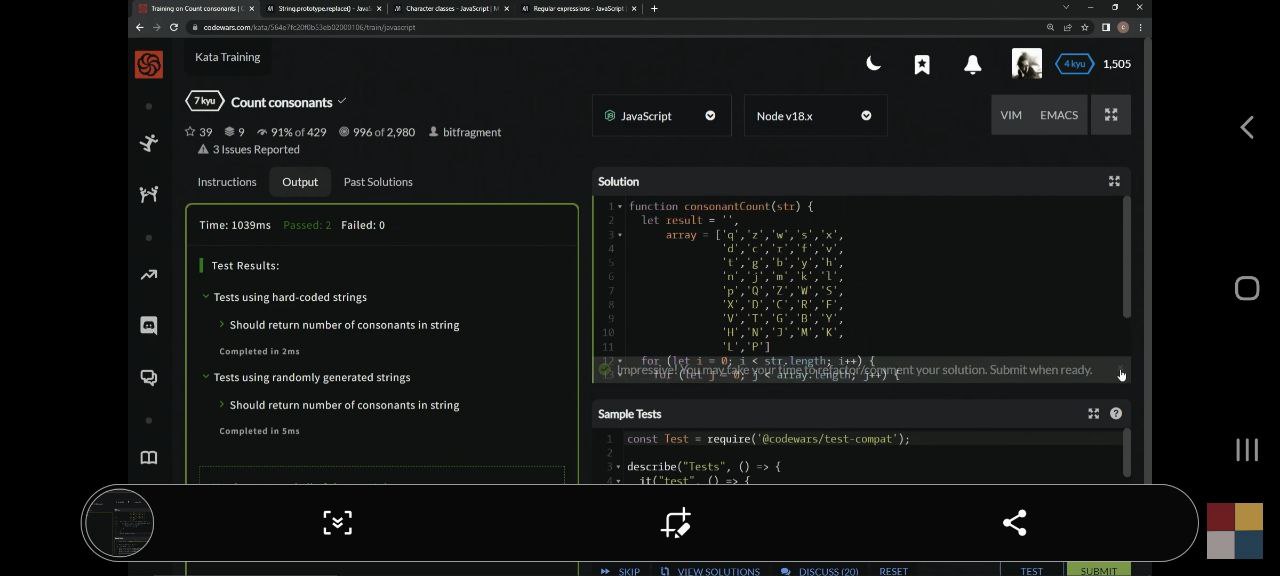 Training on Count consonants | C
String.prototype.replace() - JavaS
Character classes - JavaScript | M
Regular expressions - JavaScript
codewars.com/kata/564e7fc20f0b53eb02000106/train/javascript
Kata Training
4 kyu
1,505
7 kyu
Count consonants
JavaScript
Node v18.x
VIM
EMACS
39
9
91% of 429
996 of 2,980
bitfragment
3 Issues Reported
Instructions
Output
Past Solutions
Time: 1039ms Passed: 2 Failed: 0
Test Results:
Tests using hard-coded strings
Should return number of consonants in string
Completed in 2ms
Tests using randomly generated strings
Should return number of consonants in string
Completed in 5ms
Solution
1 function consonantCount(str) {
2 let result = '',
3 array = ['q','z','w','s','x',
4 'd','c','r','f','v',
5 't','g','b','y','h',
6 'n','j','m','k','l',
7 'p','Q','Z','W','S',
8 'X','D','C','R','F',
9 'V','T','G','B','Y',
10 'H','N','J','M','K',
11 'L','P']
12 for (let i = 0; i < str.length; i++) {
13 for (let j = 0; j < array.length; j++) {
Impressive! You may take your time to refactor/comment your solution. Submit when ready.
Sample Tests
1 const Test = require('@codewars/test-compat');
2
3 describe("Tests", () => {
4 it("test", () => {
SKIP
VIEW SOLUTIONS
DISCUSS (20)
RESET
TEST
SUBMIT